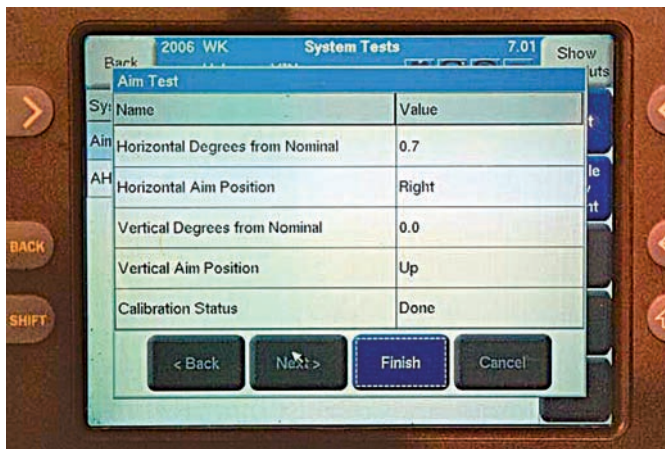 2006 WK System Tests 7.01
Back
Show
uts
Aim Test
Name Value
Horizontal Degrees from Nominal 0.7
Horizontal Aim Position Right
Vertical Degrees from Nominal 0.0
Vertical Aim Position Up
Calibration Status Done
< Back Next > Finish Cancel
BACK
SHIFT